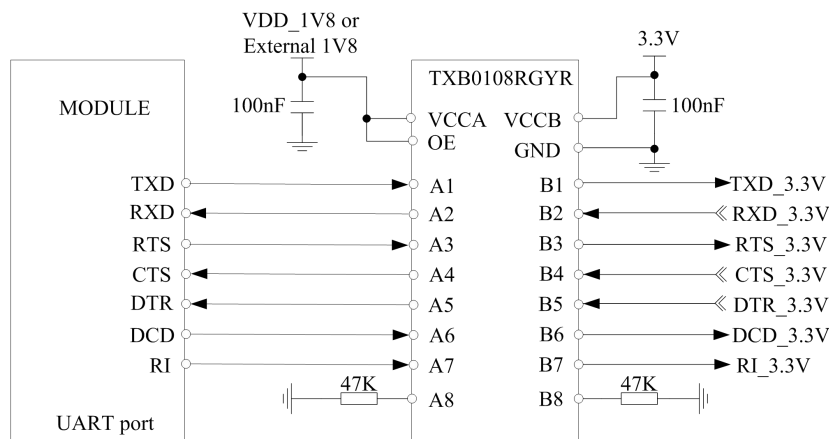 VDD_1V8 or
External 1V8
3.3V
TXB0108RGYR
MODULE
100nF
100nF
VCCA VCCB
OE
GND
TXD A1 B1 TXD_3.3V
RXD A2 B2 RXD_3.3V
RTS A3 B3 RTS_3.3V
CTS A4 B4 CTS_3.3V
DTR A5 B5 DTR_3.3V
DCD A6 B6 DCD_3.3V
RI A7 B7 RI_3.3V
47K A8 B8 47K
UART port